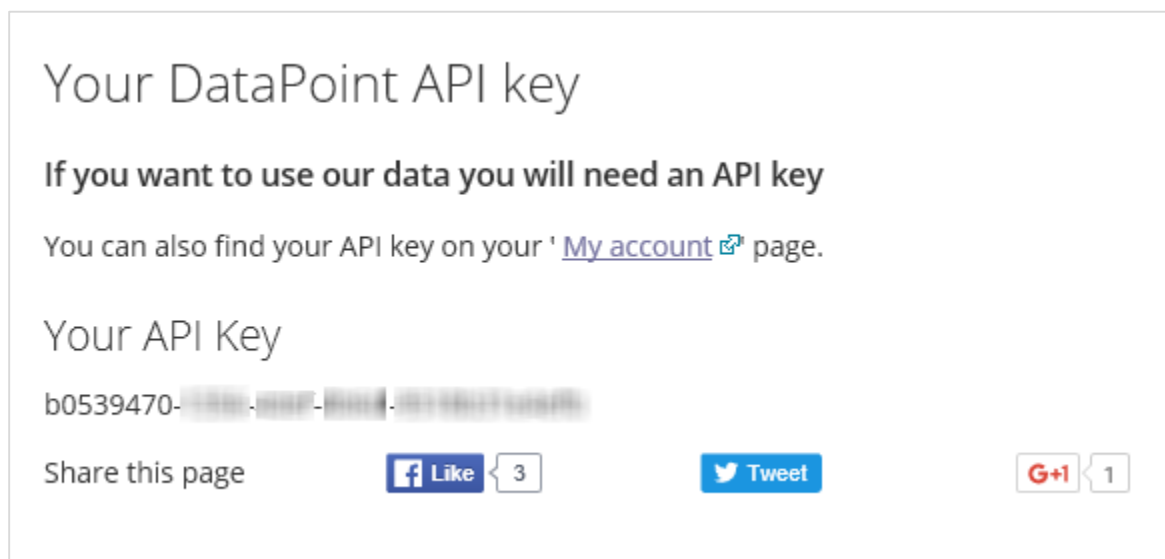 Your DataPoint API key
If you want to use our data you will need an API key
You can also find your API key on your ' My account ' page.
Your API Key
b0539470-
Share this page Like 3 Tweet G+1 1